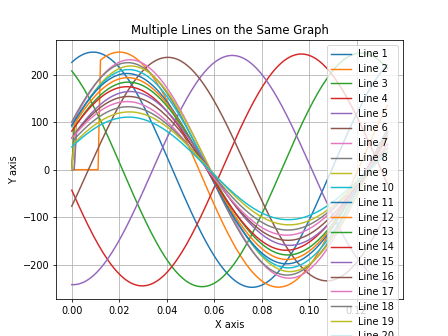 Multiple Lines on the Same Graph
Y axis
200
100
0
−100
−200
0.00
0.02
0.04
0.06
0.08
0.10
X axis
Line 1
Line 2
Line 3
Line 4
Line 5
Line 6
Line 7
Line 8
Line 9
Line 10
Line 11
Line 12
Line 13
Line 14
Line 15
Line 16
Line 17
Line 18
Line 19
Line 20